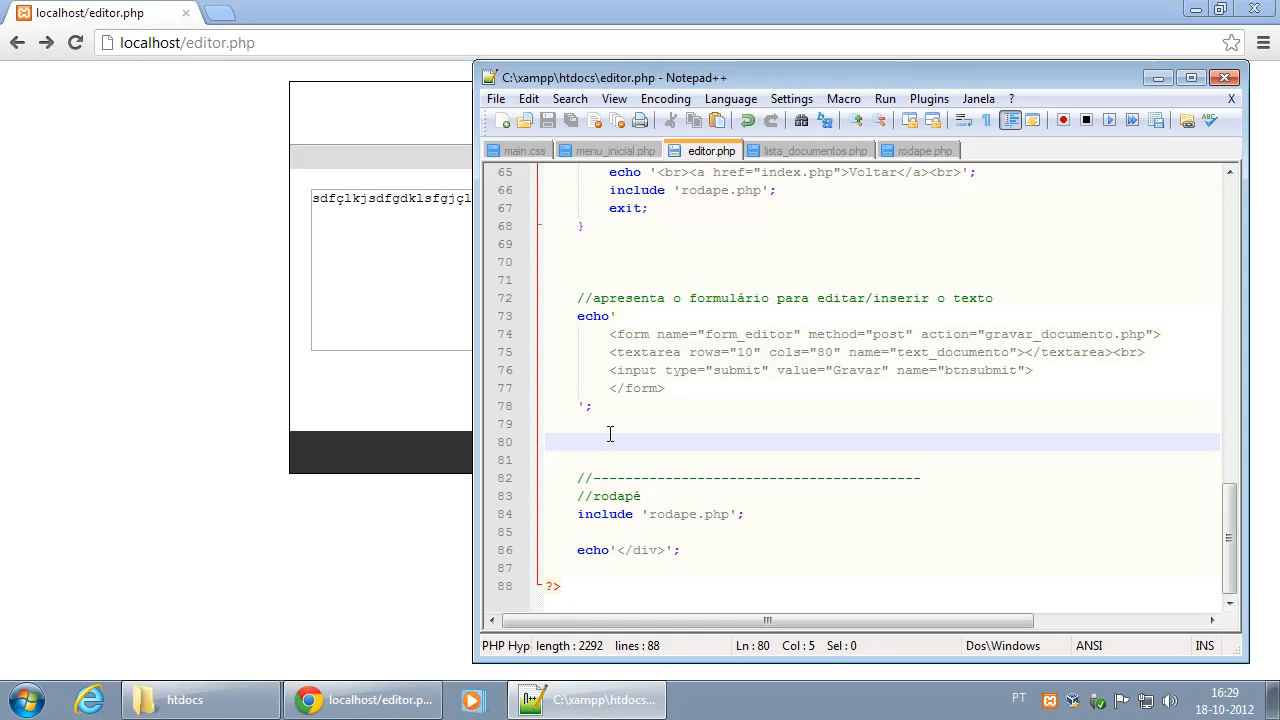 localhost/editor.php
localhost/editor.php
sdfçlkjsdfgdklsfgjçl
C:\xampp\htdocs\editor.php - Notepad++
File Edit Search View Encoding Language Settings Macro Run Plugins Janela ? X
main.css menu_inicial.php editor.php lista_documentos.php rodape.php
65 echo '<br><a href="index.php">Voltar</a><br>';
66 include 'rodape.php';
67 exit;
68 }
69
70
71
72 //apresenta o formulário para editar/inserir o texto
73 echo'
74 <form name="form_editor" method="post" action="gravar_documento.php">
75 <textarea rows="10" cols="80" name="text_documento"></textarea><br>
76 <input type="submit" value="Gravar" name="btnsubmit">
77 </form>
78 ';
79
80
81
82 //-----------------------------------------
83 //rodapé
84 include 'rodape.php';
85
86 echo'</div>';
87
88 ?>
PHP Hyp length : 2292 lines : 88 Ln : 80 Col : 5 Sel : 0 Dos\Windows ANSI INS
htdocs localhost/editor.p... C:\xampp\htdocs... PT 16:29
18-10-2012